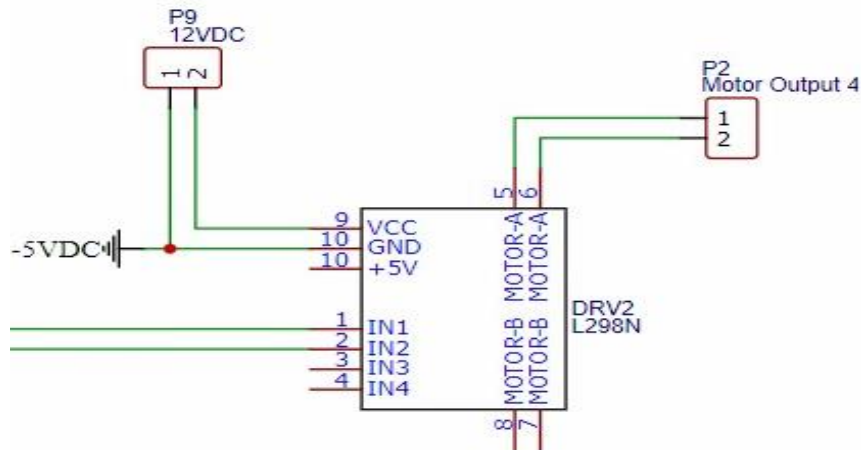 P9
12VDC
1
2
P2
Motor Output 4
1
2
5
6
9
VCC
MOTOR-A
MOTOR-A
-5VDC
10
GND
10
+5V
DRV2
L298N
1
IN1
2
IN2
3
IN3
4
IN4
MOTOR-B
MOTOR-B
8
7